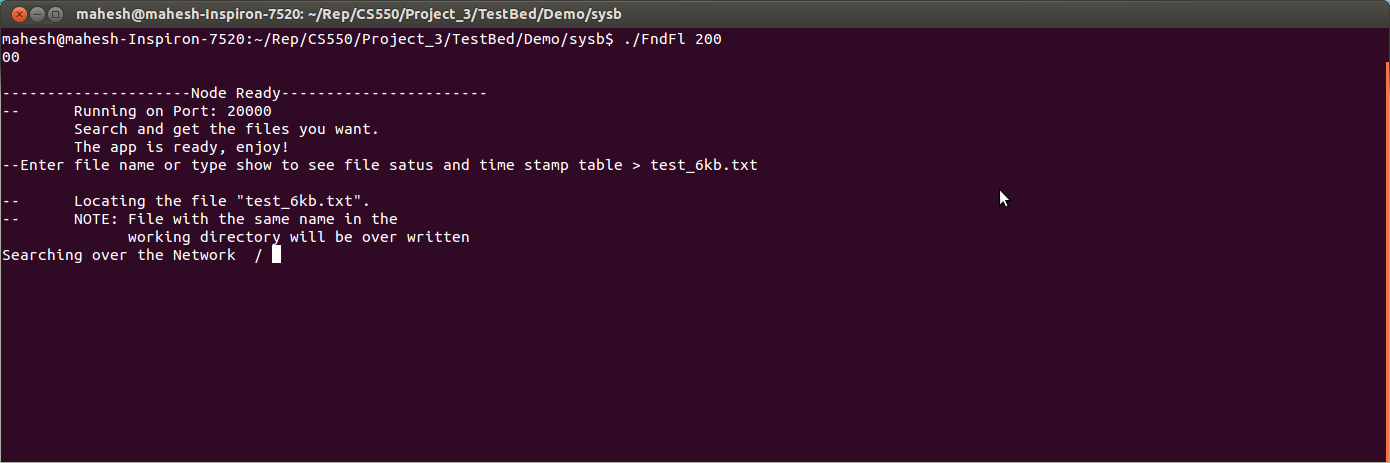 mahesh@mahesh-Inspiron-7520: ~/Rep/CS550/Project_3/TestBed/Demo/sysb
mahesh@mahesh-Inspiron-7520:~/Rep/CS550/Project_3/TestBed/Demo/sysb$ ./FndFl 200
00
---------------------Node Ready-----------------------
--      Running on Port: 20000
        Search and get the files you want.
        The app is ready, enjoy!
--Enter file name or type show to see file satus and time stamp table > test_6kb.txt
--      Locating the file "test_6kb.txt".
--      NOTE: File with the same name in the
              working directory will be over written
Searching over the Network  /